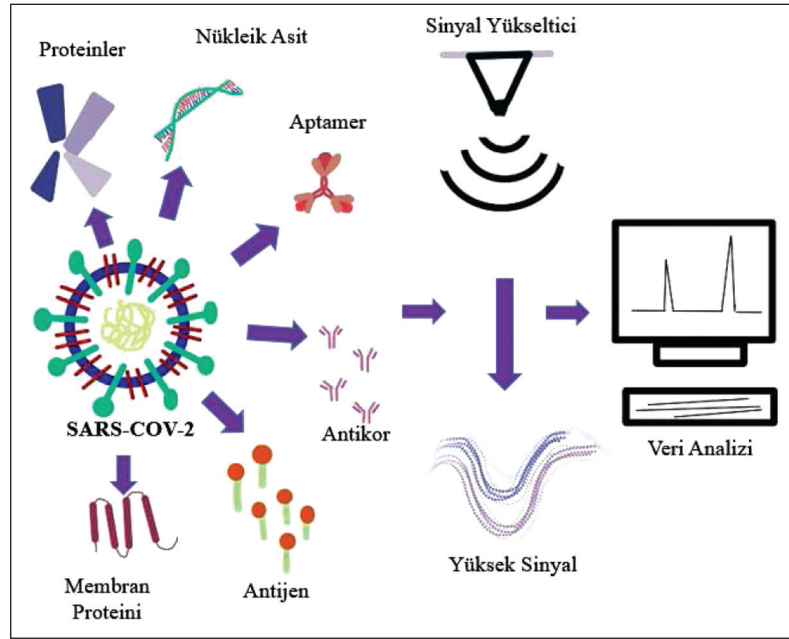 Proteinler
Nükleik Asit
Sinyal Yükseltici
Aptamer
SARS-COV-2
Antikor
Veri Analizi
Membran
Proteini
Antijen
Yüksek Sinyal